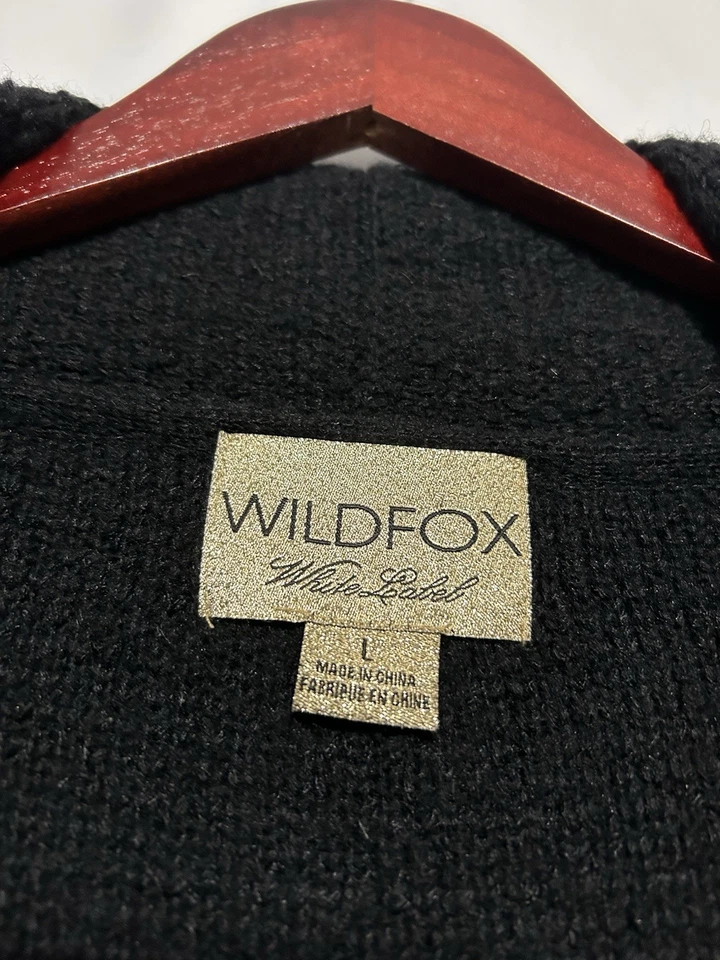 WILDFOX
White Label
L
MADE IN CHINA
FABRIQUE EN CHINE